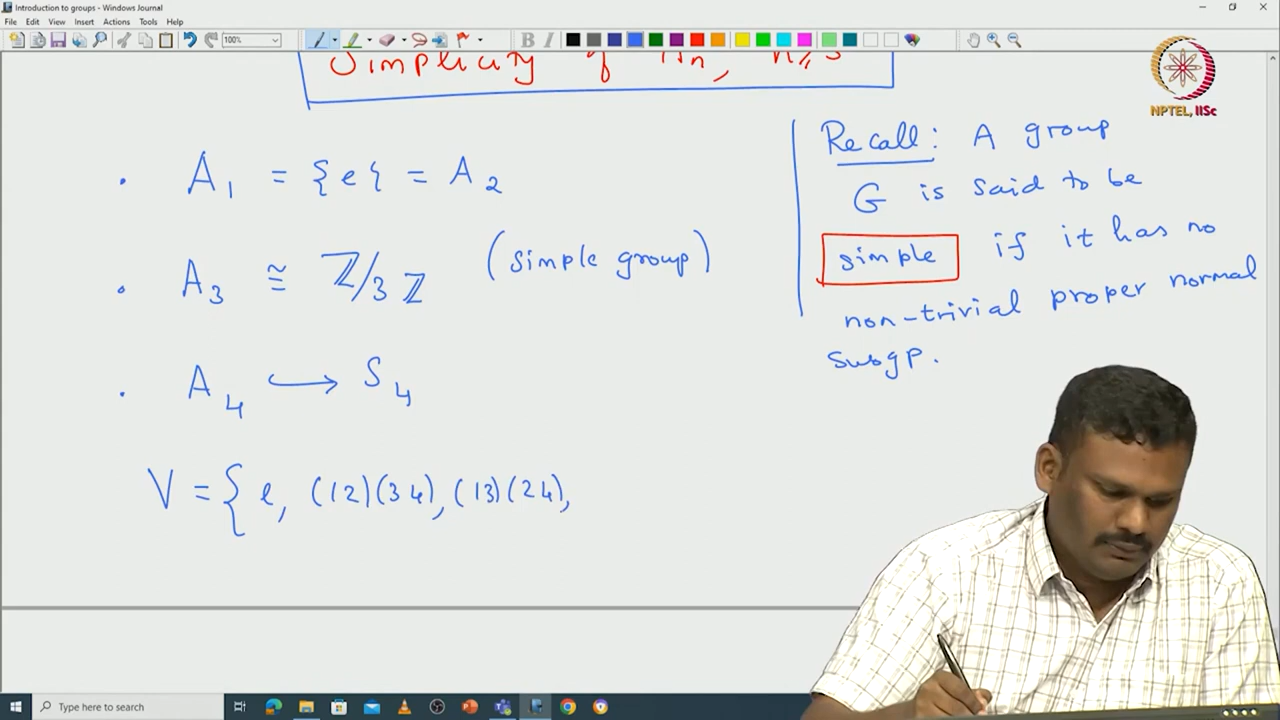 Introduction to groups - Windows Journal
File Edit View Insert Actions Tools Help
100%
B I
Simplicity of An, n≥5
NPTEL, IISc
Recall: A group
G is said to be
simple if it has no
non-trivial proper normal
subgp.
. A₁ = {e} = A₂
. A₃ ≅ ℤ/3ℤ (simple group)
. A₄ ⟶ S₄
V = { e, (12)(34), (13)(24),
Type here to search